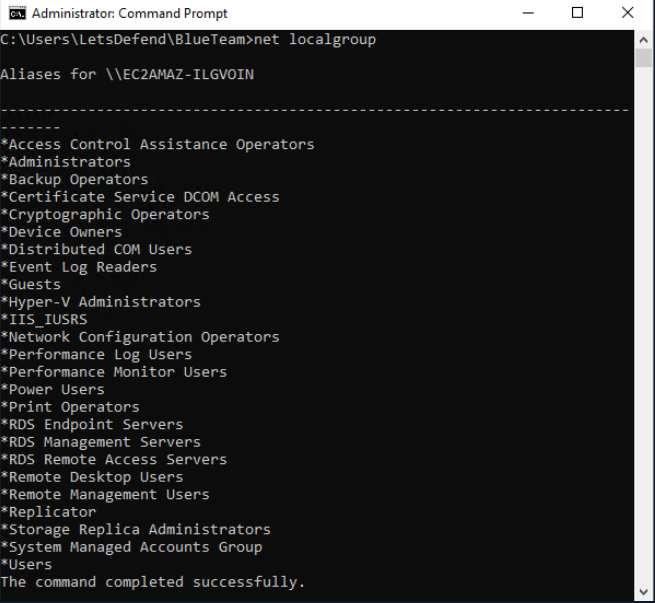 Administrator: Command Prompt
C:\Users\LetsDefend\BlueTeam>net localgroup
Aliases for \\EC2AMAZ-ILGVOIN
-------------------------------------------------------------------------------
*Access Control Assistance Operators
*Administrators
*Backup Operators
*Certificate Service DCOM Access
*Cryptographic Operators
*Device Owners
*Distributed COM Users
*Event Log Readers
*Guests
*Hyper-V Administrators
*IIS_IUSRS
*Network Configuration Operators
*Performance Log Users
*Performance Monitor Users
*Power Users
*Print Operators
*RDS Endpoint Servers
*RDS Management Servers
*RDS Remote Access Servers
*Remote Desktop Users
*Remote Management Users
*Replicator
*Storage Replica Administrators
*System Managed Accounts Group
*Users
The command completed successfully.